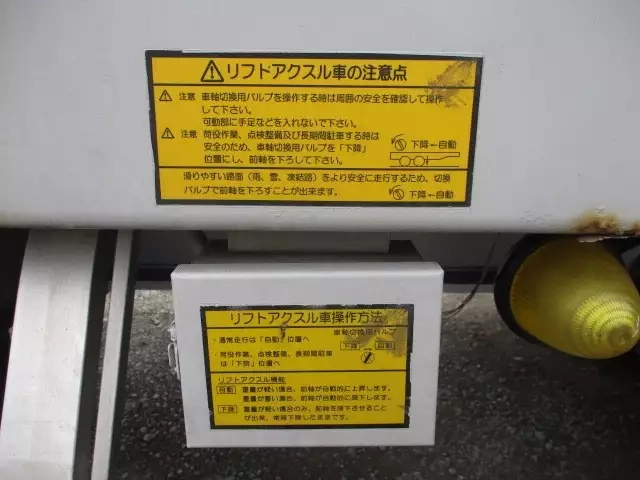 リフトアクスル車の注意点
注意 車軸切換用バルブを操作する時は周囲の安全を確認して操作
して下さい。
可動部に手足などを入れないで下さい。
注意 荷役作業、点検整備及び長期間駐車する時は
安全のため、車軸切換用バルブを「下降」
位置にし、前軸を下ろして下さい。
下降←自動
滑りやすい路面(雨、雪、凍結路)をより安全に走行するため、切換
バルブで前軸を下ろすことが出来ます。
下降←自動
リフトアクスル車操作方法
・通常走行は「自動」位置へ
・荷役作業、点検整備、長期間駐車
は「下降」位置へ
車軸切換用バルブ
下降 自動
リフトアクスル機能
自動 重量が軽い場合、前軸が自動的に上昇します。
重量が重い場合、前軸が自動的に降下します。
下降 重量が軽い場合のみ、前軸を降下させること
が出来、常時下降したままです。